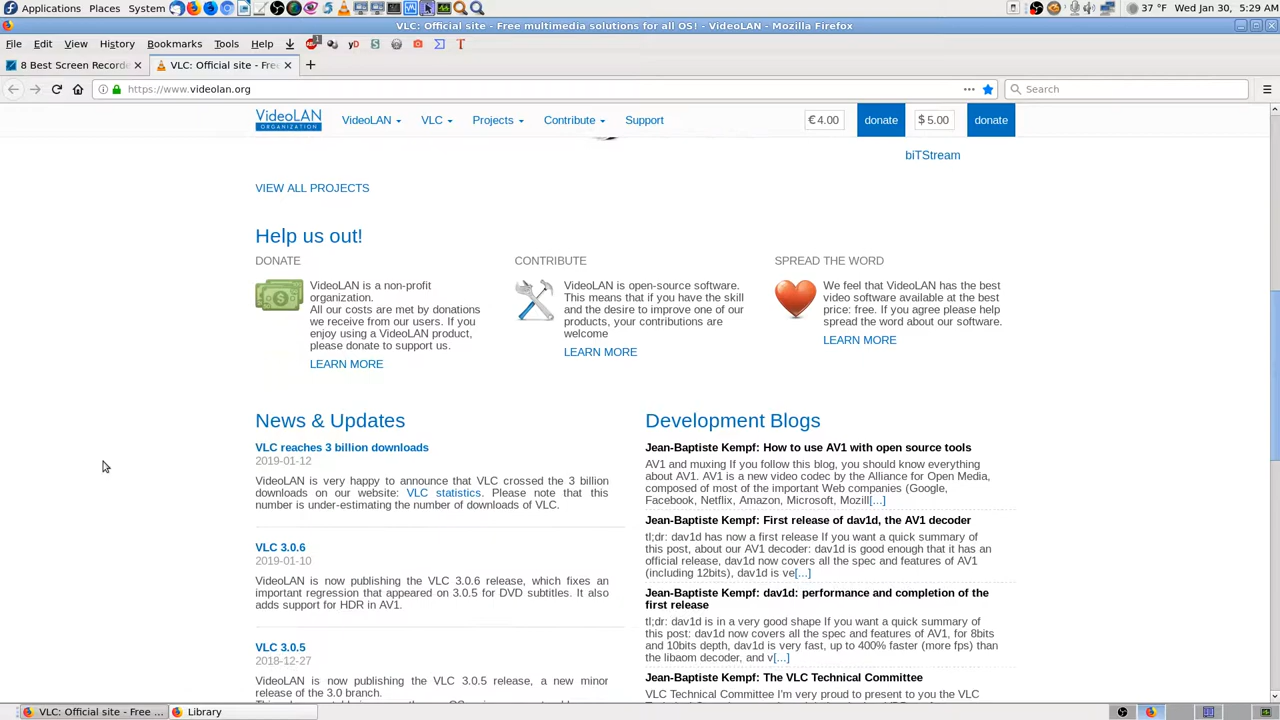 Applications Places System 37 °F Wed Jan 30, 5:29 AM
VLC: Official site - Free multimedia solutions for all OS! - VideoLAN - Mozilla Firefox
File Edit View History Bookmarks Tools Help
8 Best Screen Recorde VLC: Official site - Free
https://www.videolan.org Search
VideoLAN
ORGANIZATION
VideoLAN VLC Projects Contribute Support € 4.00 donate $ 5.00 donate
biTStream
VIEW ALL PROJECTS
Help us out!
DONATE
VideoLAN is a non-profit
organization.
All our costs are met by donations
we receive from our users. If you
enjoy using a VideoLAN product,
please donate to support us.
LEARN MORE
CONTRIBUTE
VideoLAN is open-source software.
This means that if you have the skill
and the desire to improve one of our
products, your contributions are
welcome
LEARN MORE
SPREAD THE WORD
We feel that VideoLAN has the best
video software available at the best
price: free. If you agree please help
spread the word about our software.
LEARN MORE
News & Updates
VLC reaches 3 billion downloads
2019-01-12
VideoLAN is very happy to announce that VLC crossed the 3 billion
downloads on our website: VLC statistics. Please note that this
number is under-estimating the number of downloads of VLC.
VLC 3.0.6
2019-01-10
VideoLAN is now publishing the VLC 3.0.6 release, which fixes an
important regression that appeared on 3.0.5 for DVD subtitles. It also
adds support for HDR in AV1.
VLC 3.0.5
2018-12-27
VideoLAN is now publishing the VLC 3.0.5 release, a new minor
release of the 3.0 branch.
Development Blogs
Jean-Baptiste Kempf: How to use AV1 with open source tools
AV1 and muxing If you follow this blog, you should know everything
about AV1. AV1 is a new video codec by the Alliance for Open Media,
composed of most of the important Web companies (Google,
Facebook, Netflix, Amazon, Microsoft, Mozill[...]
Jean-Baptiste Kempf: First release of dav1d, the AV1 decoder
tl;dr: dav1d has now a first release If you want a quick summary of
this post, about our AV1 decoder: dav1d is good enough that it has an
official release, dav1d now covers all the spec and features of AV1
(including 12bits), dav1d is ve[...]
Jean-Baptiste Kempf: dav1d: performance and completion of the
first release
tl;dr: dav1d is in a very good shape If you want a quick summary of
this post: dav1d now covers all the spec and features of AV1, for 8bits
and 10bits depth, dav1d is very fast, up to 400% faster (more fps) than
the libaom decoder, and v[...]
Jean-Baptiste Kempf: The VLC Technical Committee
VLC Technical Committee I'm very proud to present to you the VLC
VLC: Official site - Free ... Library